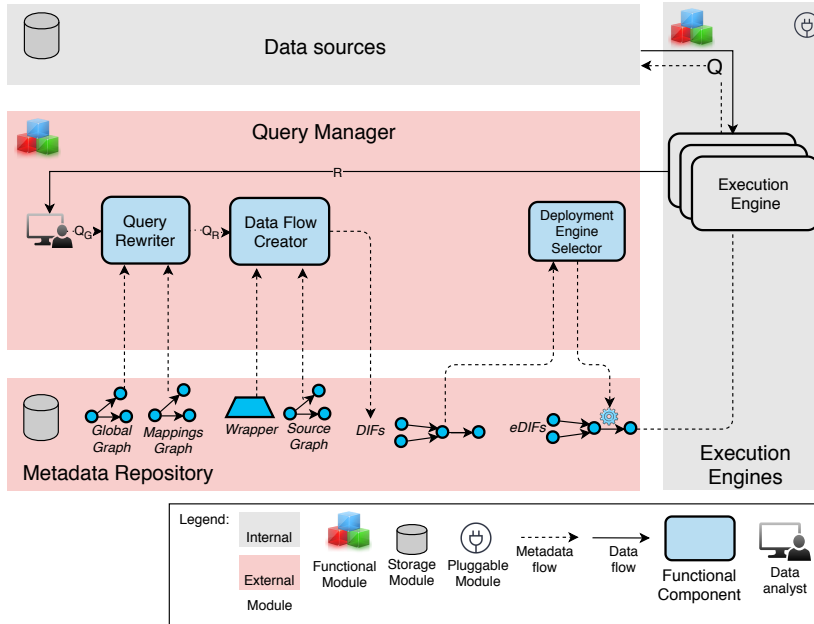 Data sources
Q
Query Manager
R
Execution
Engine
Query
Rewriter
Data Flow
Creator
Deployment
Engine
Selector
Q_G
Q_R
Global
Graph
Mappings
Graph
Wrapper
Source
Graph
DIFs
eDIFs
Metadata Repository
Execution
Engines
Legend:
Internal
External
Module
Functional
Module
Storage
Module
Pluggable
Module
Metadata
flow
Data
flow
Functional
Component
Data
analyst